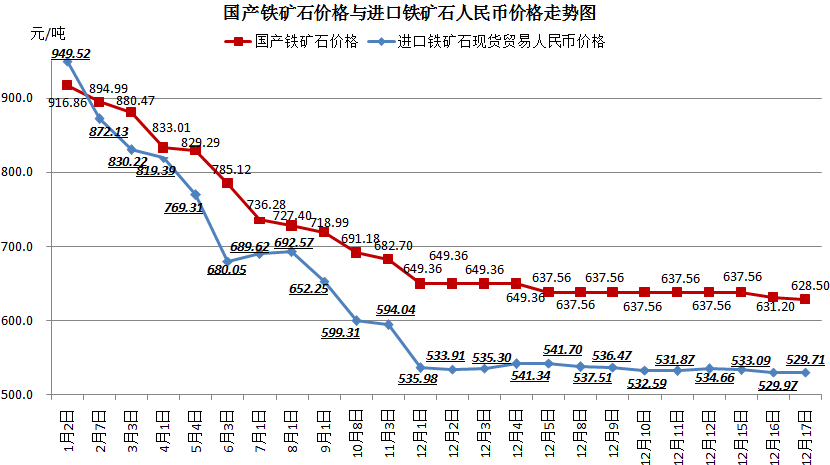 国产铁矿石价格与进口铁矿石人民币价格走势图
元/吨
国产铁矿石价格 进口铁矿石现货贸易人民币价格
900.0
800.0
700.0
600.0
500.0
916.86 894.99 880.47 833.01 829.29 785.12 736.28 727.40 718.99 691.18 682.70 649.36 649.36 649.36 649.36 637.56 637.56 637.56 637.56 637.56 637.56 637.56 631.20 628.50
949.52 872.13 830.22 819.39 769.31 680.05 689.62 692.57 652.25 599.31 594.04 535.98 533.91 535.30 541.34 541.70 537.51 536.47 532.59 531.87 534.66 533.09 529.97 529.71
1月2日 2月7日 3月3日 4月1日 5月4日 6月3日 7月1日 8月1日 9月1日 10月8日 11月3日 12月1日 12月2日 12月3日 12月4日 12月5日 12月8日 12月9日 12月10日 12月11日 12月12日 12月15日 12月16日 12月17日